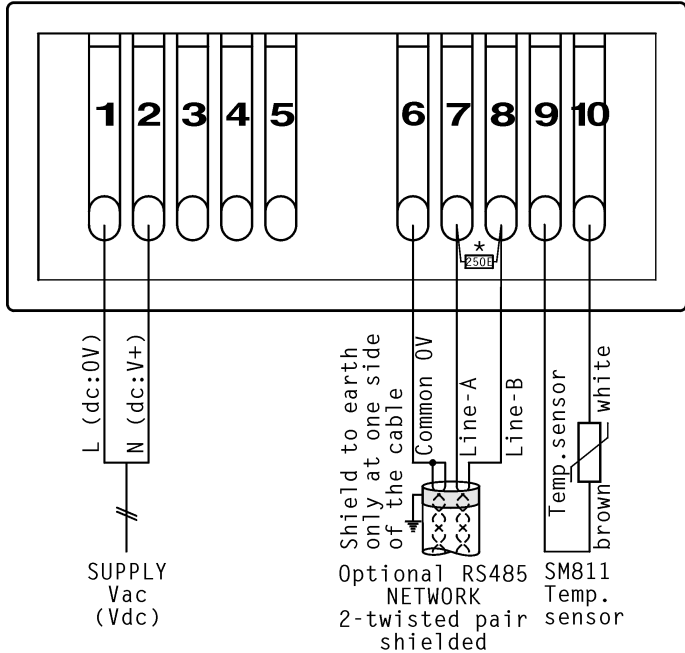 1 2 3 4 5 6 7 8 9 10
*
250E
L (dc:0V)
N (dc:V+)
Shield to earth
only at one side
of the cable
Common 0V
Line-A
Line-B
Temp.sensor
white
brown
SUPPLY
Vac
(Vdc)
Optional RS485
NETWORK
2-twisted pair
shielded
SM811
Temp.
sensor